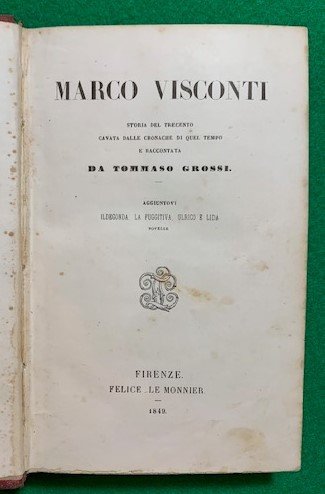 MARCO VISCONTI
STORIA DEL TRECENTO
CAVATA DALLE CRONACHE DI QUEL TEMPO
E RACCONTATA
DA TOMMASO GROSSI.
AGGIUNTOVI
ILDEGONDA, LA FUGGITIVA, ULRICO E LIDA
NOVELLE
FIRENZE.
FELICE LE MONNIER.
1849.